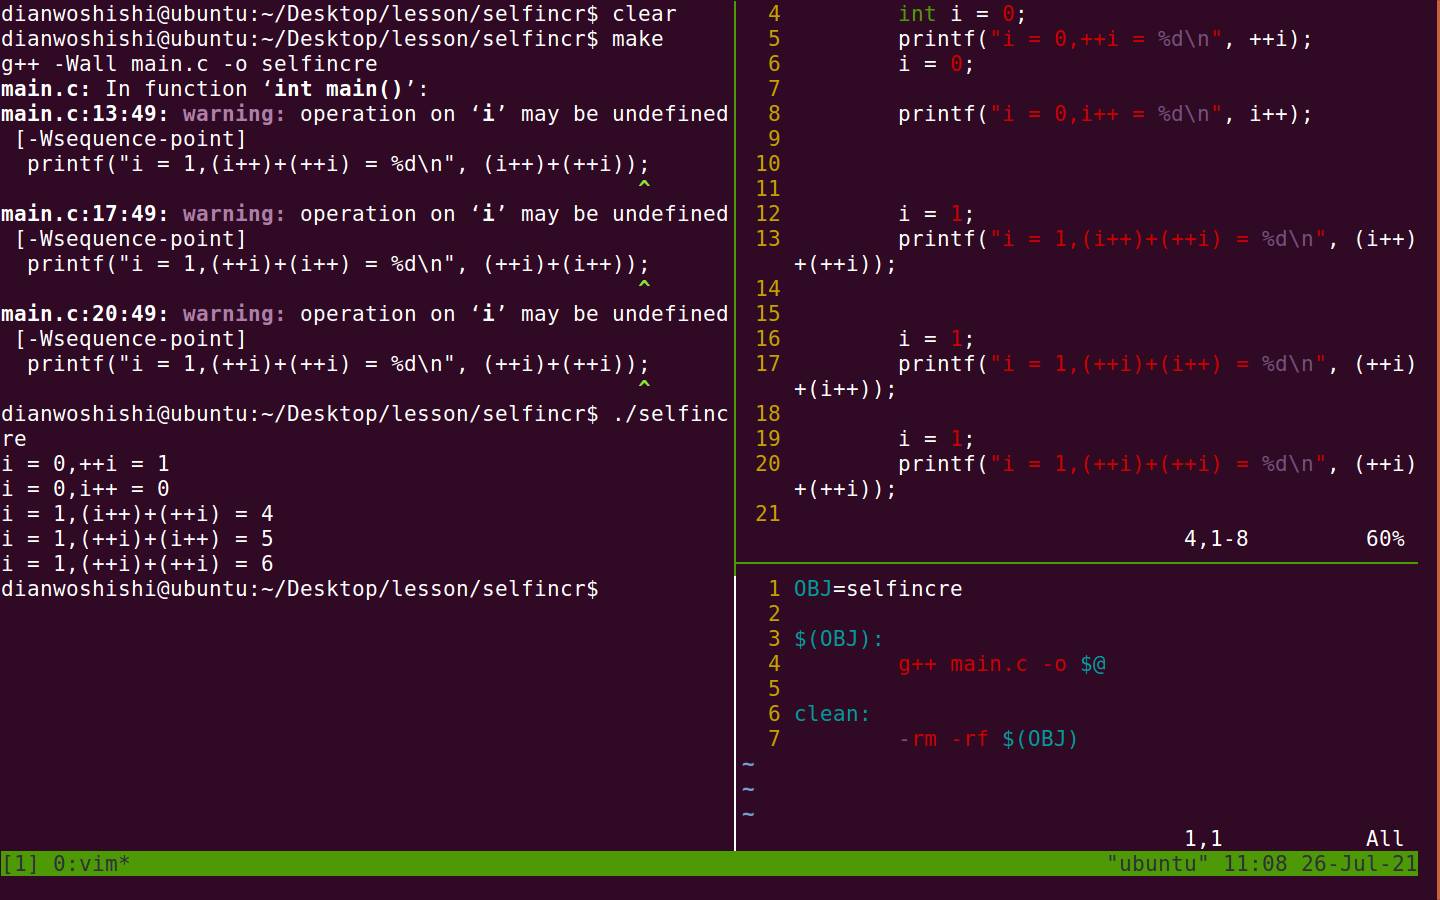 dianwoshishi@ubuntu:~/Desktop/lesson/selfincr$ clear
dianwoshishi@ubuntu:~/Desktop/lesson/selfincr$ make
g++ -Wall main.c -o selfincre
main.c: In function ‘int main()’:
main.c:13:49: warning: operation on ‘i’ may be undefined
 [-Wsequence-point]
  printf("i = 1,(i++)+(++i) = %d\n", (i++)+(++i));
                                                 ^
main.c:17:49: warning: operation on ‘i’ may be undefined
 [-Wsequence-point]
  printf("i = 1,(++i)+(i++) = %d\n", (++i)+(i++));
                                                 ^
main.c:20:49: warning: operation on ‘i’ may be undefined
 [-Wsequence-point]
  printf("i = 1,(++i)+(++i) = %d\n", (++i)+(++i));
                                                 ^
dianwoshishi@ubuntu:~/Desktop/lesson/selfincr$ ./selfinc
re
i = 0,++i = 1
i = 0,i++ = 0
i = 1,(i++)+(++i) = 4
i = 1,(++i)+(i++) = 5
i = 1,(++i)+(++i) = 6
dianwoshishi@ubuntu:~/Desktop/lesson/selfincr$
4         int i = 0;
5         printf("i = 0,++i = %d\n", ++i);
6         i = 0;
7
8         printf("i = 0,i++ = %d\n", i++);
9
10
11
12         i = 1;
13         printf("i = 1,(i++)+(++i) = %d\n", (i++)
+(++i));
14
15
16         i = 1;
17         printf("i = 1,(++i)+(i++) = %d\n", (++i)
+(i++));
18
19         i = 1;
20         printf("i = 1,(++i)+(++i) = %d\n", (++i)
+(++i));
21
4,1-8         60%
1 OBJ=selfincre
2
3 $(OBJ):
4         g++ main.c -o $@
5
6 clean:
7         -rm -rf $(OBJ)
~
~
~
1,1           All
[1] 0:vim* "ubuntu" 11:08 26-Jul-21